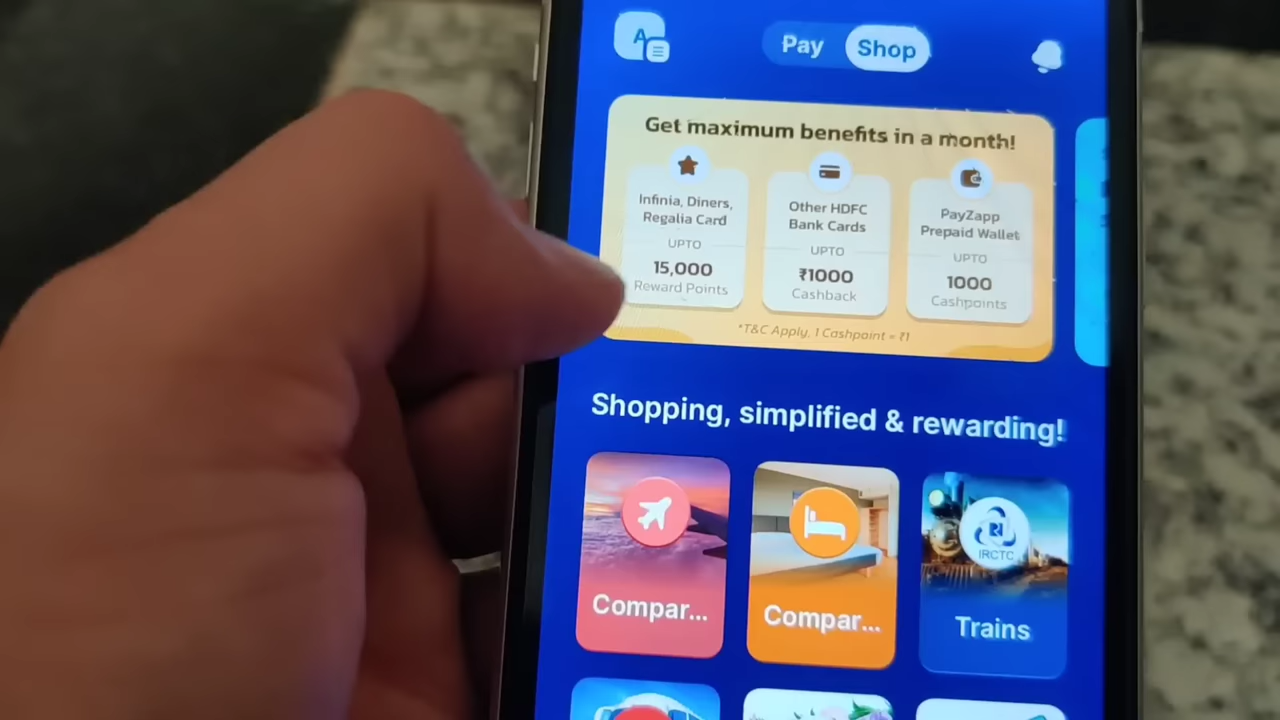 A
Pay
Shop
Get maximum benefits in a month!
Infinia, Diners,
Regalia Card
UPTO
15,000
Reward Points
Other HDFC
Bank Cards
UPTO
₹1000
Cashback
PayZapp
Prepaid Wallet
UPTO
1000
Cashpoints
*T&C Apply, 1 Cashpoint = ₹1
Shopping, simplified & rewarding!
Compar...
Compar...
IRCTC
Trains